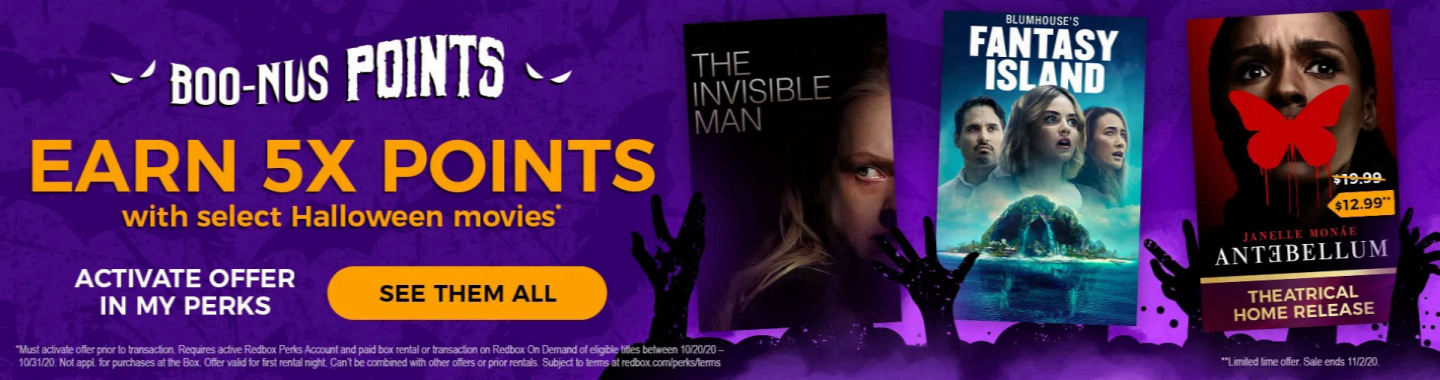 BOO-NUS POINTS
EARN 5X POINTS
with select Halloween movies*
ACTIVATE OFFER
IN MY PERKS
SEE THEM ALL
*Must activate offer prior to transaction. Requires active Redbox Perks Account and paid box rental or transaction on Redbox On Demand of eligible titles between 10/20/20 –
10/31/20. Not appl. for purchases at the Box. Offer valid for first rental night. Can't be combined with other offers or prior rentals. Subject to terms at redbox.com/perks/terms
THE
INVISIBLE
MAN
BLUMHOUSE'S
FANTASY
ISLAND
$19.99
$12.99**
JANELLE MONÁE
ANTƎBELLUM
THEATRICAL
HOME RELEASE
**Limited time offer. Sale ends 11/2/20.